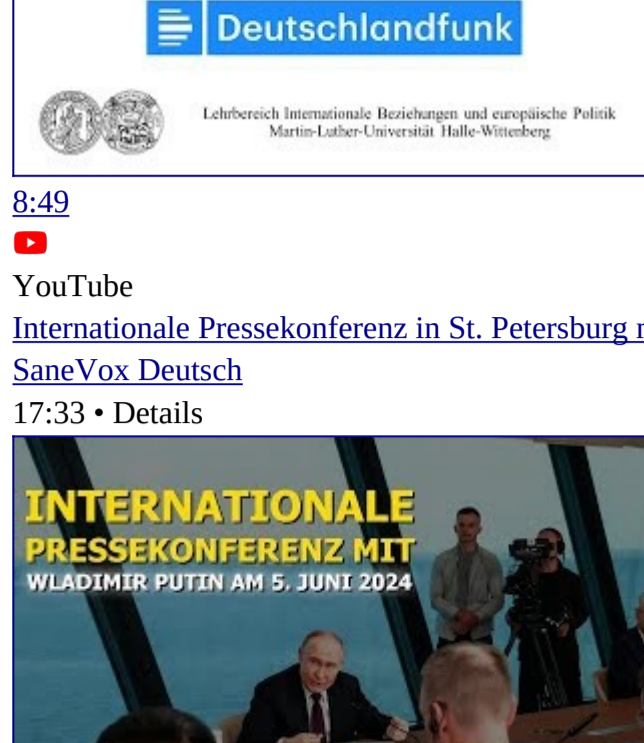 Deutschlandfunk
Lehrbereich Internationale Beziehungen und europäische Politik
Martin-Luther-Universität Halle-Wittenberg
8:49
YouTube
Internationale Pressekonferenz in St. Petersburg
SaneVox Deutsch
17:33 • Details
INTERNATIONALE
PRESSEKONFERENZ MIT
WLADIMIR PUTIN AM 5. JUNI 2024